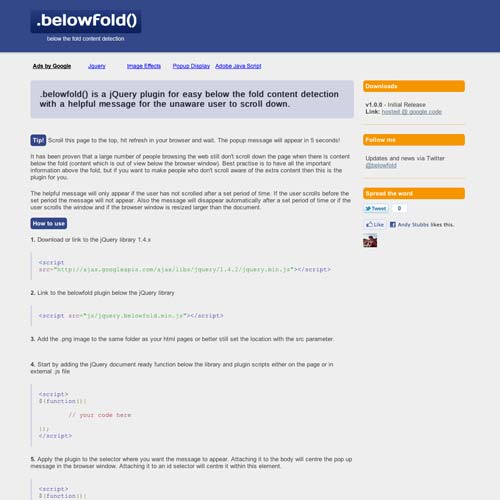 .belowfold()
below the fold content detection
Ads by Google Jquery Image Effects Popup Display Adobe Java Script
.belowfold() is a jQuery plugin for easy below the fold content detection
with a helpful message for the unaware user to scroll down.
Tip! Scroll this page to the top, hit refresh in your browser and wait. The popup message will appear in 5 seconds!
It has been proven that a large number of people browsing the web still don't scroll down the page when there is content
below the fold (content which is out of view below the browser window). Best practise is to have all the important
information above the fold, but if you want to make people who don't scroll aware of the extra content then this is the
plugin for you.
The helpful message will only appear if the user has not scrolled after a set period of time. If the user scrolls before the
set period the message will not appear. Also the message will disappear automatically after a set period of time or if the
user scrolls the window and if the browser window is resized larger than the document.
How to use
1. Download or link to the jQuery library 1.4.x
<script
src="http://ajax.googleapis.com/ajax/libs/jquery/1.4.2/jquery.min.js"></script>
2. Link to the belowfold plugin below the jQuery library
<script src="js/jquery.belowfold.min.js"></script>
3. Add the .png image to the same folder as your html pages or better still set the location with the src parameter.
4. Start by adding the jQuery document ready function below the library and plugin scripts either on the page or in
external .js file
<script>
$(function(){
// your code here
});
</script>
5. Apply the plugin to the selector where you want the message to appear. Attaching it to the body will centre the pop up
message in the browser window. Attaching it to an id selector will centre it within this element.
<script>
$(function(){
Downloads
v1.0.0 - Initial Release
Link: hosted @ google code
Follow me
Updates and news via Twitter
@belowfold
Spread the word
Tweet 0
Like Andy Stubbs likes this.